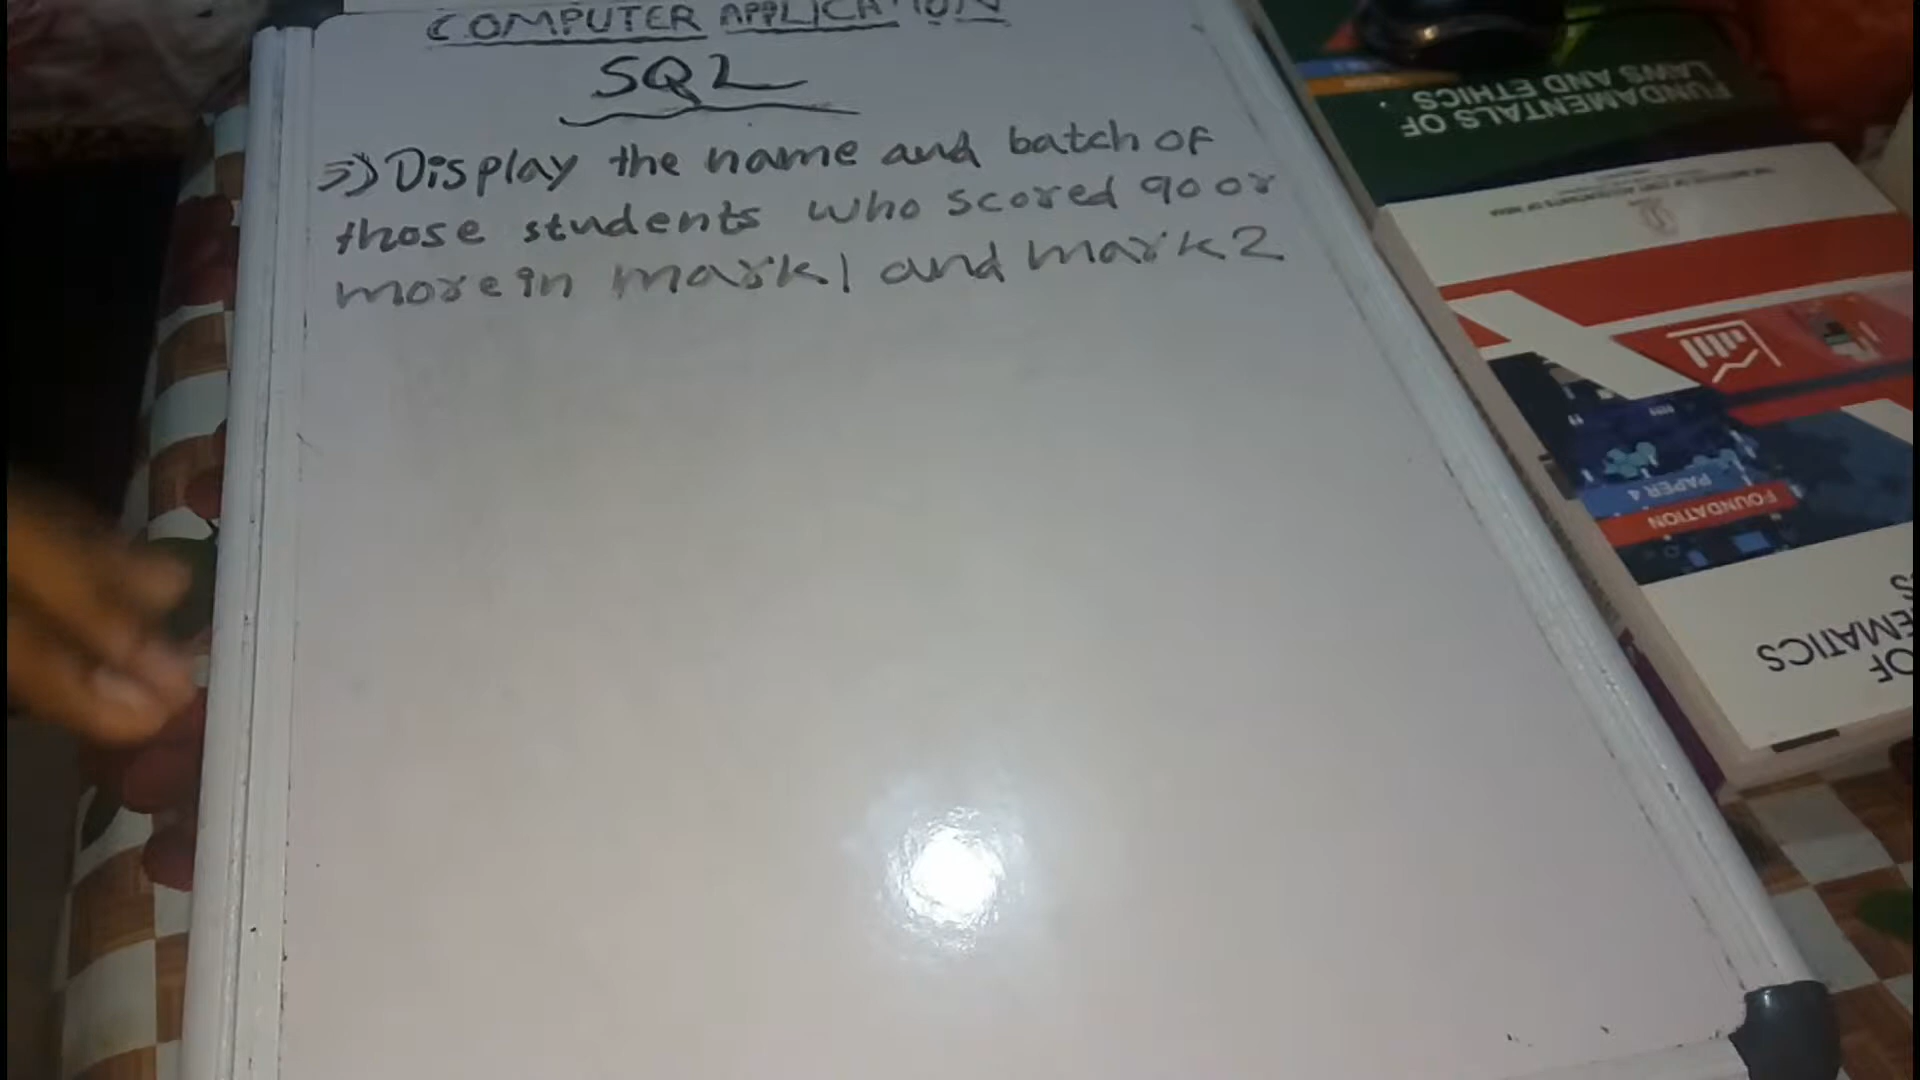 COMPUTER APPLICATION
SQL
⇒) Display the name and batch of
those students who scored 90 or
more in mark1 and mark2
FUNDAMENTALS OF
LAWS AND ETHICS
PAPER 4
FOUNDATION
OF
EMATICS